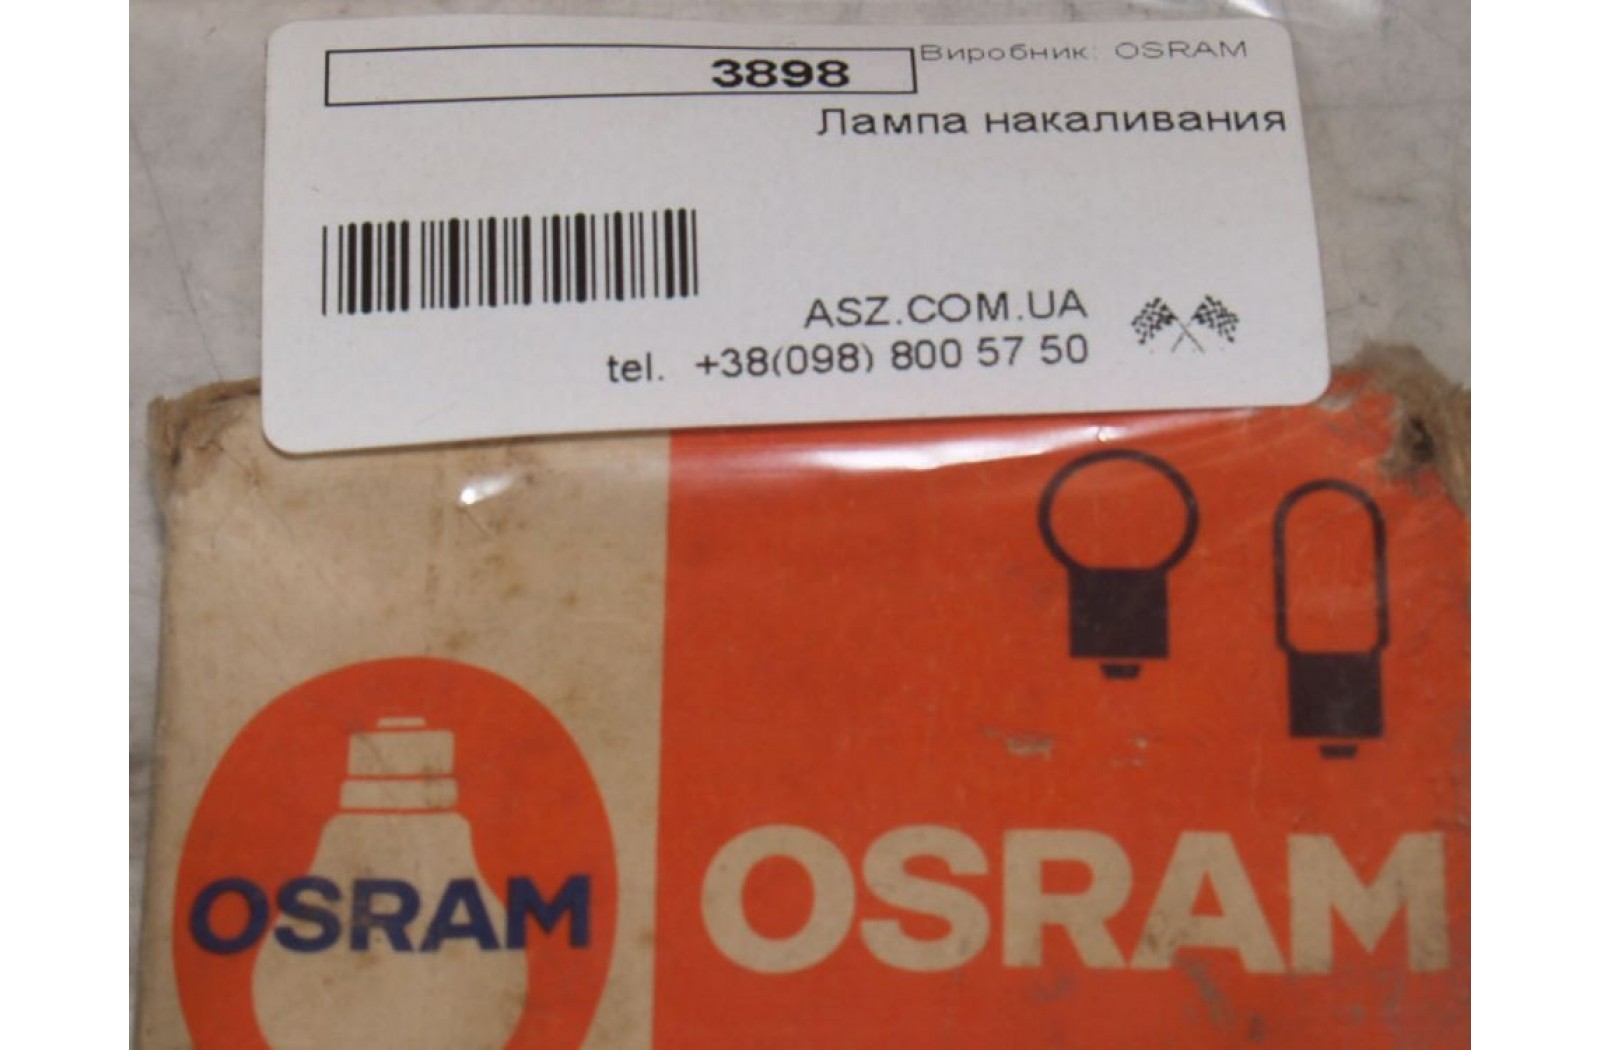 3898
Виробник: OSRAM
Лампа накаливания
ASZ.COM.UA
tel. +38(098) 800 57 50
OSRAM
OSRAM